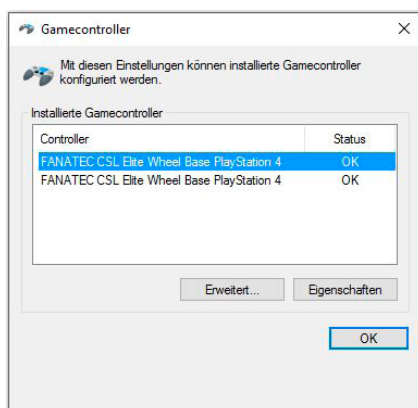 Gamecontroller
Mit diesen Einstellungen können installierte Gamecontroller
konfiguriert werden.
Installierte Gamecontroller
Controller Status
FANATEC CSL Elite Wheel Base PlayStation 4 OK
FANATEC CSL Elite Wheel Base PlayStation 4 OK
Erweitert... Eigenschaften
OK